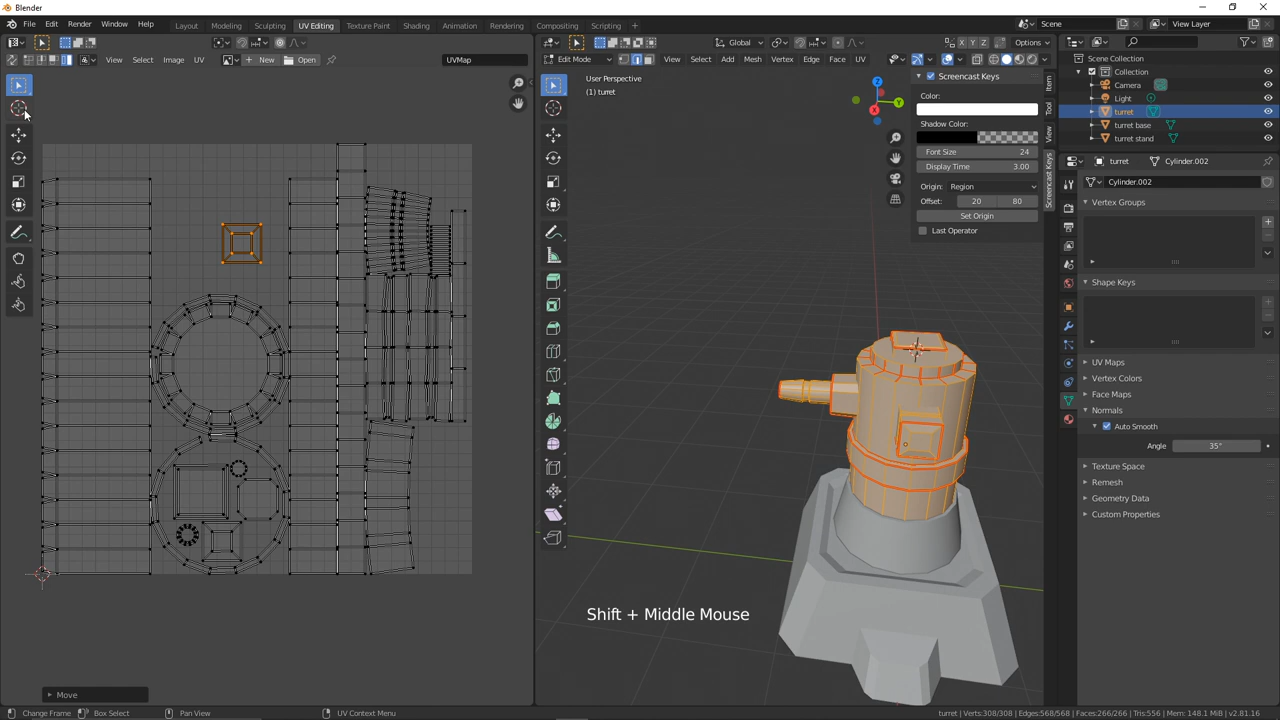 Blender
File Edit Render Window Help Layout Modeling Sculpting UV Editing Texture Paint Shading Animation Rendering Compositing Scripting + Scene View Layer
Global Options
View Select Image UV New Open UVMap Edit Mode View Select Add Mesh Vertex Edge Face UV
User Perspective
(1) turret
Screencast Keys
Color:
Shadow Color:
Font Size 24
Display Time 3.00
Origin: Region
Offset: 20 80
Set Origin
Last Operator
Item
Tool
View
Screencast Keys
X Y Z
Collection
Camera
Light
turret
turret base
turret stand
turret Cylinder.002
Cylinder.002
Vertex Groups
Shape Keys
UV Maps
Vertex Colors
Face Maps
Normals
Auto Smooth
Angle 35°
Texture Space
Remesh
Geometry Data
Custom Properties
Shift + Middle Mouse
Move
Change Frame Box Select Pan View UV Context Menu turret | Verts:308/308 | Edges:568/568 | Faces:266/266 | Tris:556 | Mem: 148.1 MiB | v2.81.16